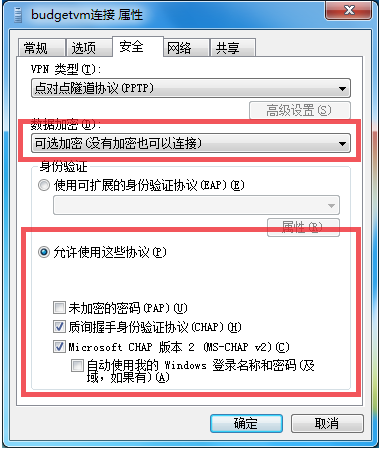 budgetvm连接 属性
常规 选项 安全 网络 共享
VPN 类型(T):
点对点隧道协议(PPTP)
高级设置(S)
数据加密(D):
可选加密(没有加密也可以连接)
身份验证
使用可扩展的身份验证协议(EAP)(E)
属性(R)
允许使用这些协议(P)
未加密的密码(PAP)(U)
质询握手身份验证协议(CHAP)(H)
Microsoft CHAP 版本 2 (MS-CHAP v2)(C)
自动使用我的 Windows 登录名称和密码(及
域，如果有)(A)
确定 取消